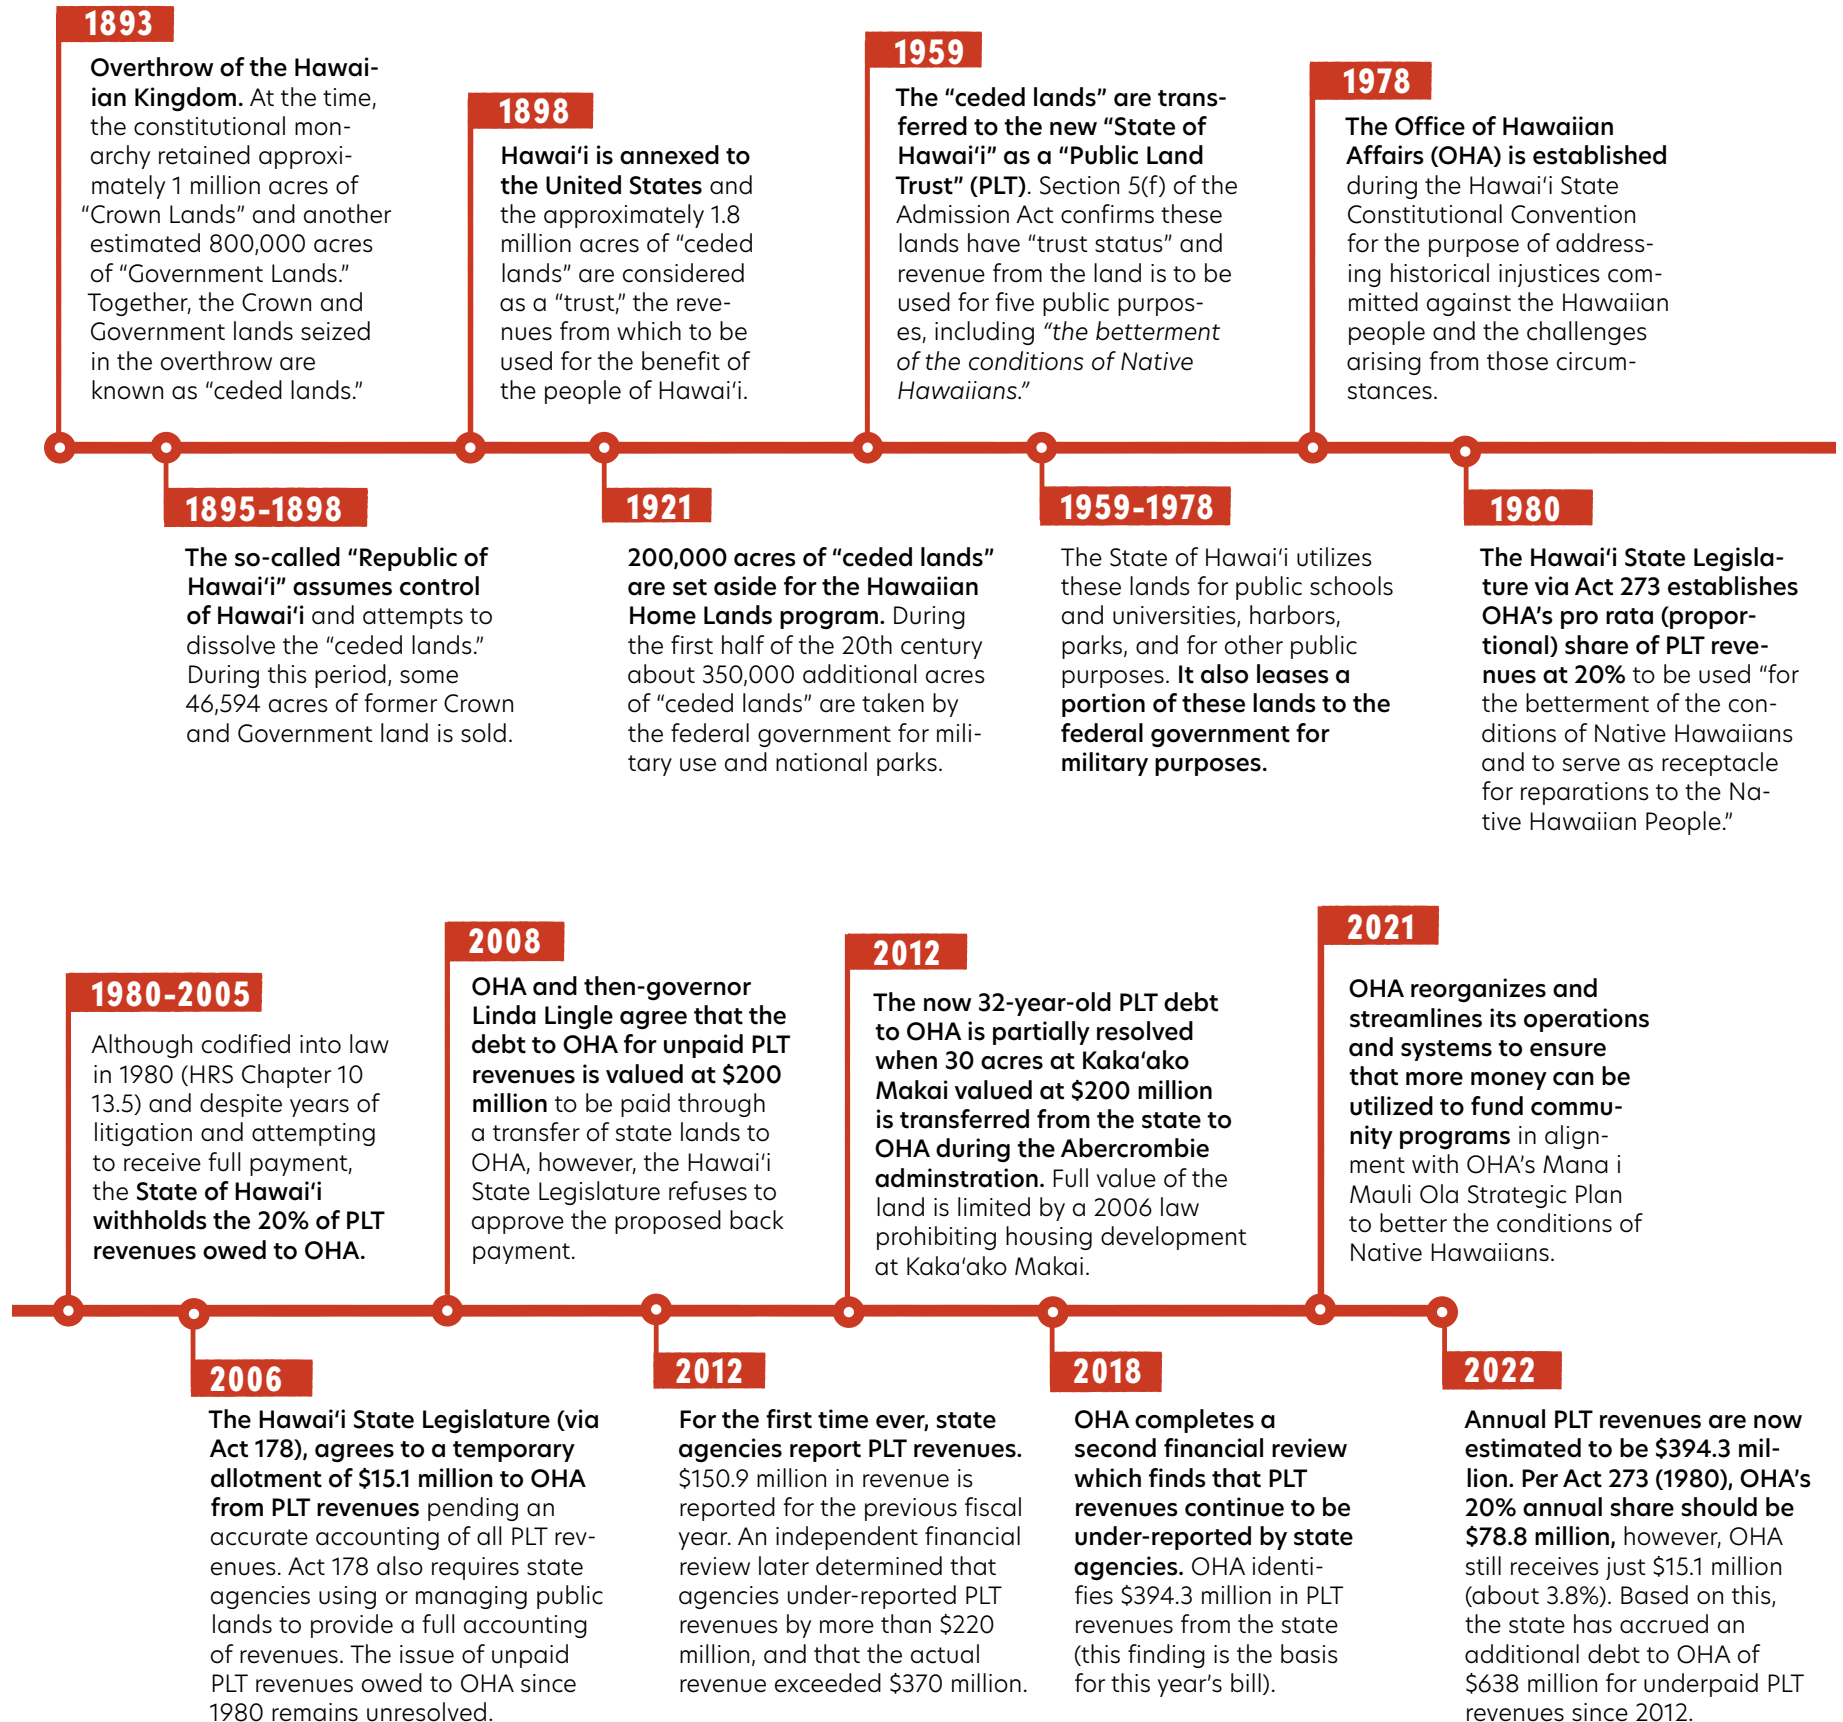 1893
Overthrow of the Hawai-
ian Kingdom. At the time,
the constitutional mon-
archy retained approxi-
mately 1 million acres of
“Crown Lands” and another
estimated 800,000 acres
of “Government Lands.”
Together, the Crown and
Government lands seized
in the overthrow are
known as “ceded lands.”
1895-1898
The so-called “Republic of
Hawai‘i” assumes control
of Hawai‘i and attempts to
dissolve the “ceded lands.”
During this period, some
46,594 acres of former Crown
and Government land is sold.
1898
Hawai‘i is annexed to
the United States and
the approximately 1.8
million acres of “ceded
lands” are considered
as a “trust,” the reve-
nues from which to be
used for the benefit of
the people of Hawai‘i.
1921
200,000 acres of “ceded lands”
are set aside for the Hawaiian
Home Lands program. During
the first half of the 20th century
about 350,000 additional acres
of “ceded lands” are taken by
the federal government for mili-
tary use and national parks.
1959
The “ceded lands” are trans-
ferred to the new “State of
Hawai‘i” as a “Public Land
Trust” (PLT). Section 5(f) of the
Admission Act confirms these
lands have “trust status” and
revenue from the land is to be
used for five public purpos-
es, including “the betterment
of the conditions of Native
Hawaiians.”
1959-1978
The State of Hawai‘i utilizes
these lands for public schools
and universities, harbors,
parks, and for other public
purposes. It also leases a
portion of these lands to the
federal government for
military purposes.
1978
The Office of Hawaiian
Affairs (OHA) is established
during the Hawai‘i State
Constitutional Convention
for the purpose of address-
ing historical injustices com-
mitted against the Hawaiian
people and the challenges
arising from those circum-
stances.
1980
The Hawai‘i State Legisla-
ture via Act 273 establishes
OHA’s pro rata (propor-
tional) share of PLT reve-
nues at 20% to be used “for
the betterment of the con-
ditions of Native Hawaiians
and to serve as receptacle
for reparations to the Na-
tive Hawaiian People.”
1980-2005
Although codified into law
in 1980 (HRS Chapter 10
13.5) and despite years of
litigation and attempting
to receive full payment,
the State of Hawai‘i
withholds the 20% of PLT
revenues owed to OHA.
2006
The Hawai‘i State Legislature (via
Act 178), agrees to a temporary
allotment of $15.1 million to OHA
from PLT revenues pending an
accurate accounting of all PLT rev-
enues. Act 178 also requires state
agencies using or managing public
lands to provide a full accounting
of revenues. The issue of unpaid
PLT revenues owed to OHA since
1980 remains unresolved.
2008
OHA and then-governor
Linda Lingle agree that the
debt to OHA for unpaid PLT
revenues is valued at $200
million to be paid through
a transfer of state lands to
OHA, however, the Hawai‘i
State Legislature refuses to
approve the proposed back
payment.
2012
For the first time ever, state
agencies report PLT revenues.
$150.9 million in revenue is
reported for the previous fiscal
year. An independent financial
review later determined that
agencies under-reported PLT
revenues by more than $220
million, and that the actual
revenue exceeded $370 million.
2012
The now 32-year-old PLT debt
to OHA is partially resolved
when 30 acres at Kaka‘ako
Makai valued at $200 million
is transferred from the state to
OHA during the Abercrombie
adminstration. Full value of the
land is limited by a 2006 law
prohibiting housing development
at Kaka‘ako Makai.
2018
OHA completes a
second financial review
which finds that PLT
revenues continue to be
under-reported by state
agencies. OHA identi-
fies $394.3 million in PLT
revenues from the state
(this finding is the basis
for this year’s bill).
2021
OHA reorganizes and
streamlines its operations
and systems to ensure
that more money can be
utilized to fund commu-
nity programs in align-
ment with OHA’s Mana i
Mauli Ola Strategic Plan
to better the conditions of
Native Hawaiians.
2022
Annual PLT revenues are now
estimated to be $394.3 mil-
lion. Per Act 273 (1980), OHA’s
20% annual share should be
$78.8 million, however, OHA
still receives just $15.1 million
(about 3.8%). Based on this,
the state has accrued an
additional debt to OHA of
$638 million for underpaid PLT
revenues since 2012.